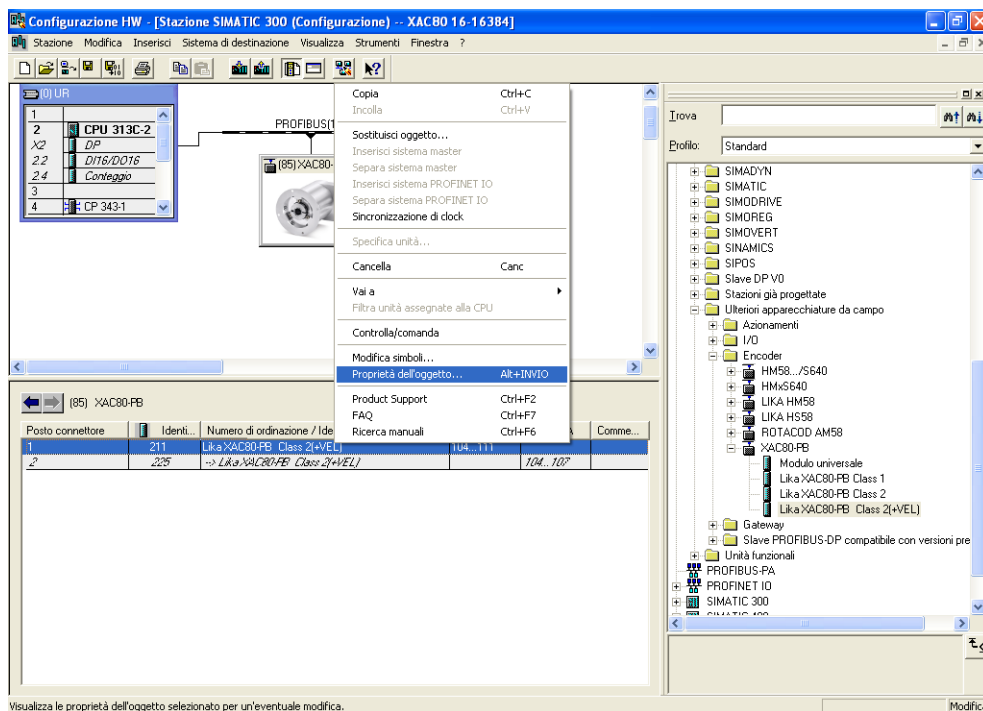 Configurazione HW - [Stazione SIMATIC 300 (Configurazione) -- XAC80 16-16384]
Stazione Modifica Inserisci Sistema di destinazione Visualizza Strumenti Finestra ?
(0) UR
1
2 CPU 313C-2
X2 DP
2.2 DI16/DO16
2.4 Conteggio
3
4 CP 343-1
PROFIBUS(1
(85) XAC80-
Copia Ctrl+C
Incolla Ctrl+V
Sostituisci oggetto...
Inserisci sistema master
Separa sistema master
Inserisci sistema PROFINET IO
Separa sistema PROFINET IO
Sincronizzazione di clock
Specifica unità...
Cancella Canc
Vai a
Filtra unità assegnate alla CPU
Controlla/comanda
Modifica simboli...
Proprietà dell'oggetto... Alt+INVIO
Product Support Ctrl+F2
FAQ Ctrl+F7
Ricerca manuali Ctrl+F6
(85) XAC80-PB
Posto connettore Identi... Numero di ordinazione / Ide Comme...
1 211 Lika XAC80-PB Class 2(+VEL) 104...111
2 225 --> Lika XAC80-PB Class 2(+VEL) 104...107
Trova
Profilo: Standard
SIMADYN
SIMATIC
SIMODRIVE
SIMOREG
SIMOVERT
SINAMICS
SIPOS
Slave DP V0
Stazioni già progettate
Ulteriori apparecchiature da campo
Azionamenti
I/O
Encoder
HM58.../S640
HMxS640
LIKA HM58
LIKA HS58
ROTACOD AM58
XAC80-PB
Modulo universale
Lika XAC80-PB Class 1
Lika XAC80-PB Class 2
Lika XAC80-PB Class 2(+VEL)
Gateway
Slave PROFIBUS-DP compatibile con versioni pre
Unità funzionali
PROFIBUS-PA
PROFINET IO
SIMATIC 300
Visualizza le proprietà dell'oggetto selezionato per un'eventuale modifica.
Modific